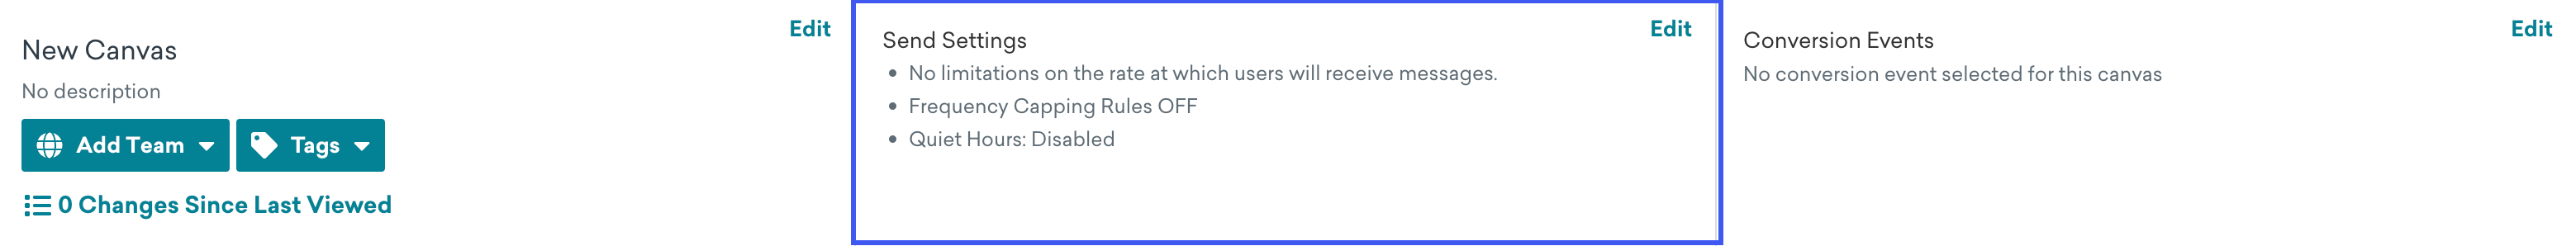 Edit
New Canvas
No description
Add Team
Tags
0 Changes Since Last Viewed
Edit
Send Settings
No limitations on the rate at which users will receive messages.
Frequency Capping Rules OFF
Quiet Hours: Disabled
Edit
Conversion Events
No conversion event selected for this canvas